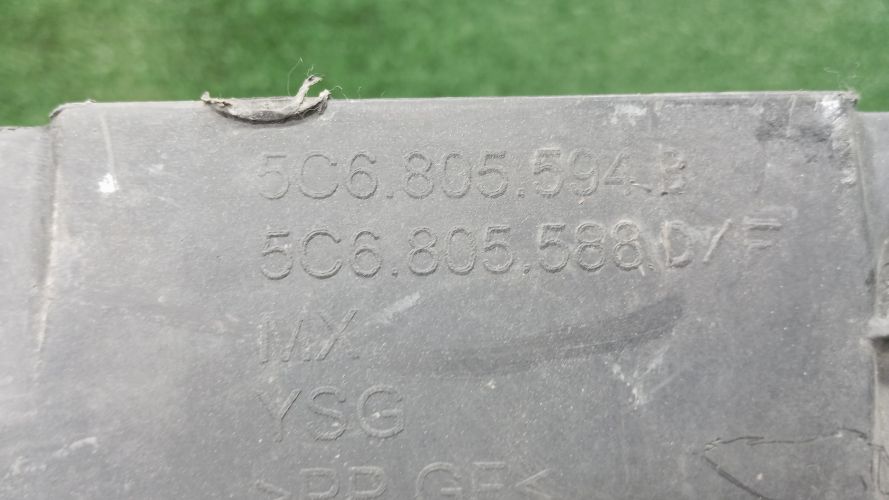 5C6.805.594.B
5C6.805.588 D/F
MX
YSG
>PP GF<